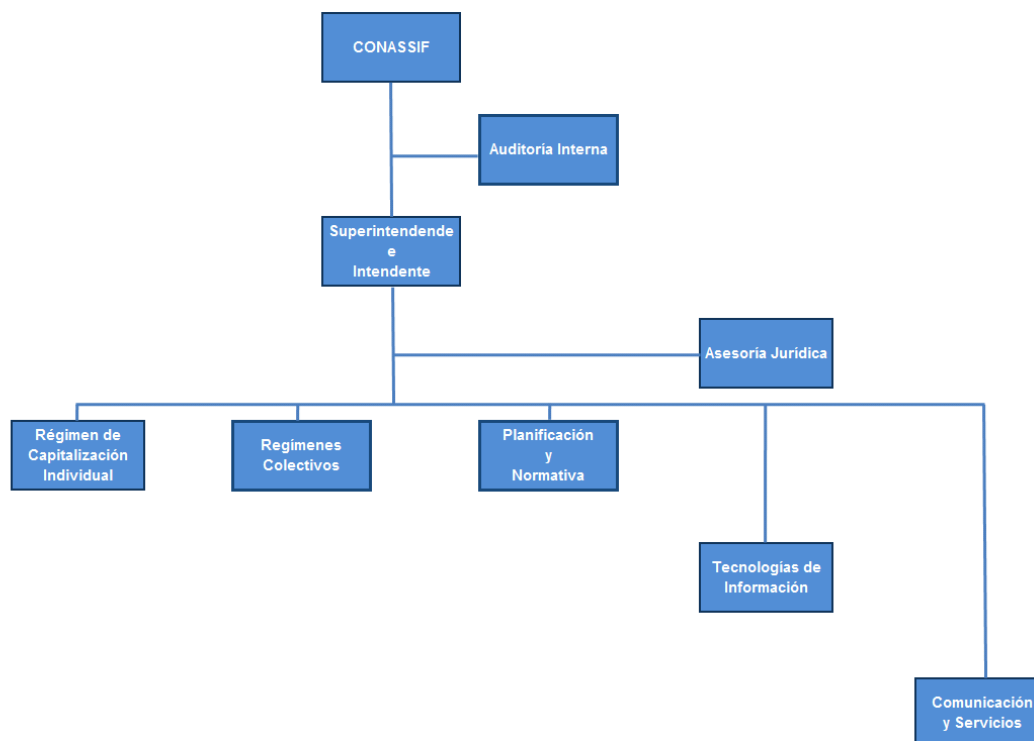 CONASSIF
Auditoría Interna
Superintendende
e
Intendente
Asesoría Jurídica
Régimen de
Capitalización
Individual
Regímenes
Colectivos
Planificación
y
Normativa
Tecnologías de
Información
Comunicación
y Servicios